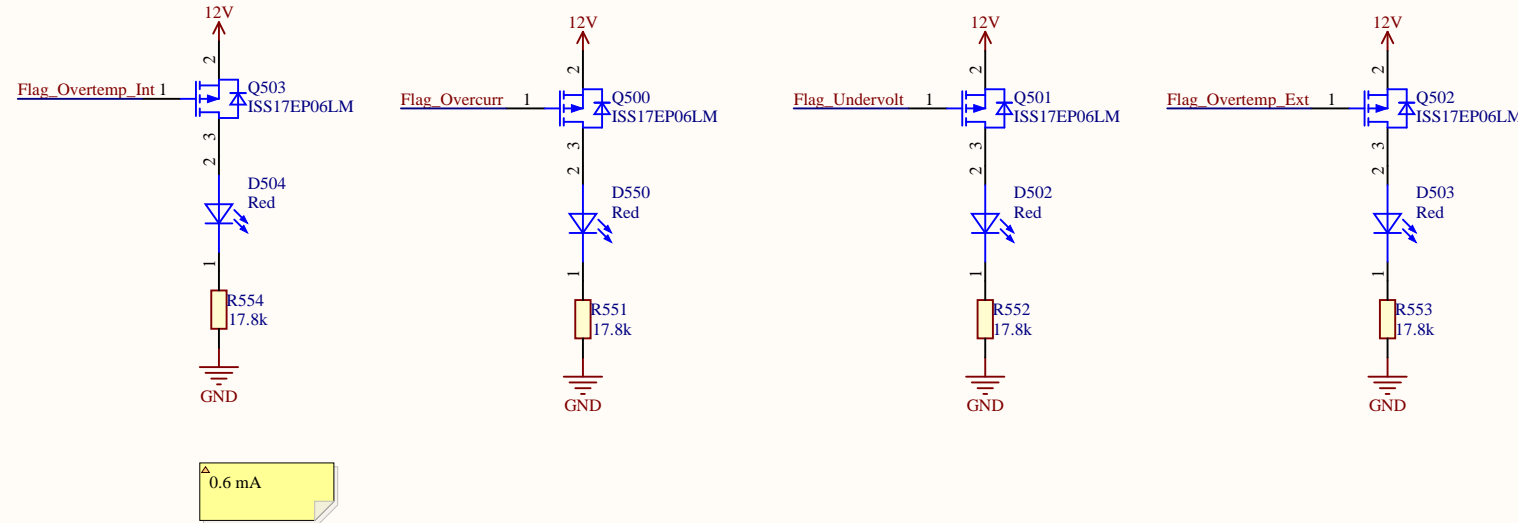 12V
2
Flag_Overtemp_Int 1
Q503
ISS17EP06LM
3
2
D504
Red
1
R554
17.8k
GND
12V
2
Flag_Overcurr 1
Q500
ISS17EP06LM
3
2
D550
Red
1
R551
17.8k
GND
12V
2
Flag_Undervolt 1
Q501
ISS17EP06LM
3
2
D502
Red
1
R552
17.8k
GND
12V
2
Flag_Overtemp_Ext 1
Q502
ISS17EP06LM
3
2
D503
Red
1
R553
17.8k
GND
0.6 mA